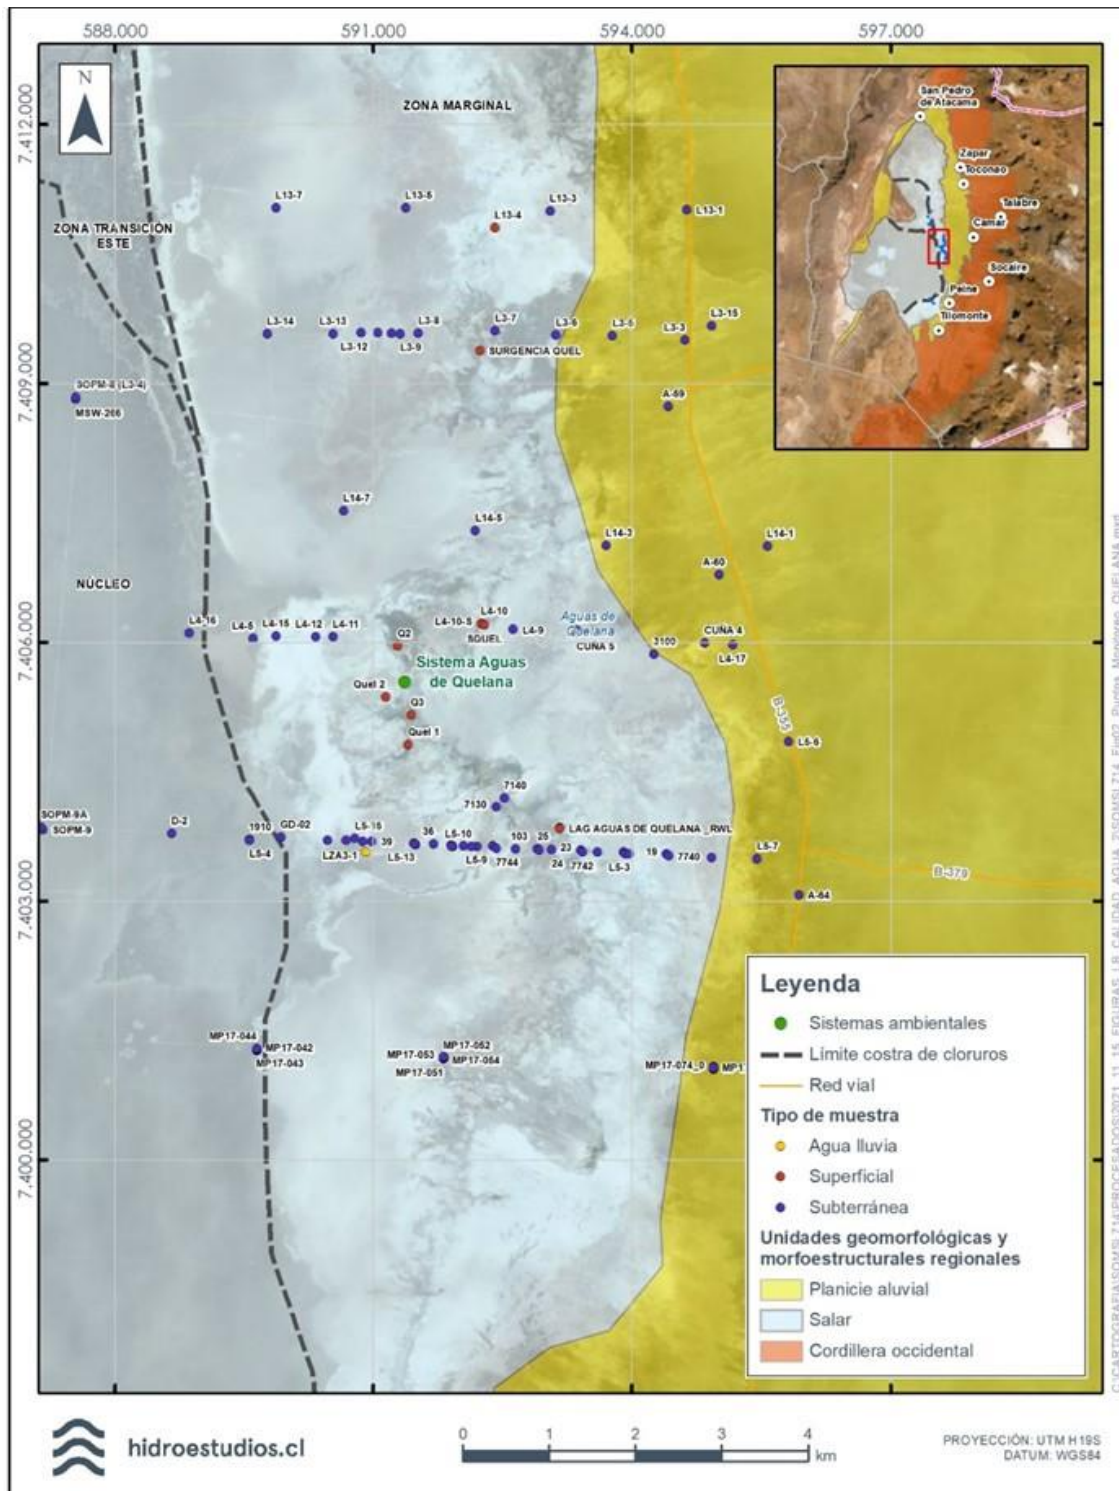 588.000
591.000
594.000
597.000
7.412.000
7.409.000
7.406.000
7.403.000
7.400.000
N
ZONA MARGINAL
ZONA TRANSICIÓN
ESTE
NÚCLEO
San Pedro
de Atacama
Zapar
Toconao
Talabre
Camar
Socaire
Peine
Tilomonte
L13-7
L13-5
L13-4
L13-3
L13-1
L3-14
L3-13
L3-12
L3-9
L3-8
L3-7
L3-6
L3-5
L3-3
L3-15
SURGENCIA QUEL
SOPM-8 (L3-4)
MSW-266
A-59
L14-7
L14-5
L14-3
L14-1
A-60
L4-16
L4-5
L4-15
L4-12
L4-11
L4-10
L4-10-S
SQUEL
L4-9
Aguas de
Quelana
CUÑA 5
3100
CUÑA 4
L4-17
Q2
Sistema Aguas
de Quelana
Quel 2
Q3
Quel 1
B-355
L5-6
7140
7130
SOPM-9A
SOPM-9
D-2
1910
GD-02
L5-4
L5-15
LZA3-1
39
L5-13
36
L5-10
L5-9
103
7744
25
LAG AGUAS DE QUELANA _RWL
23
24
7742
L5-3
19
7740
L5-7
B-379
A-64
MP17-044
MP17-042
MP17-043
MP17-052
MP17-053
MP17-054
MP17-051
MP17-074_0
MP1
Leyenda
Sistemas ambientales
Límite costra de cloruros
Red vial
Tipo de muestra
Agua lluvia
Superficial
Subterránea
Unidades geomorfológicas y
morfoestructurales regionales
Planicie aluvial
Salar
Cordillera occidental
hidroestudios.cl
0 1 2 3 4
km
PROYECCIÓN: UTM H19S
DATUM: WGS84